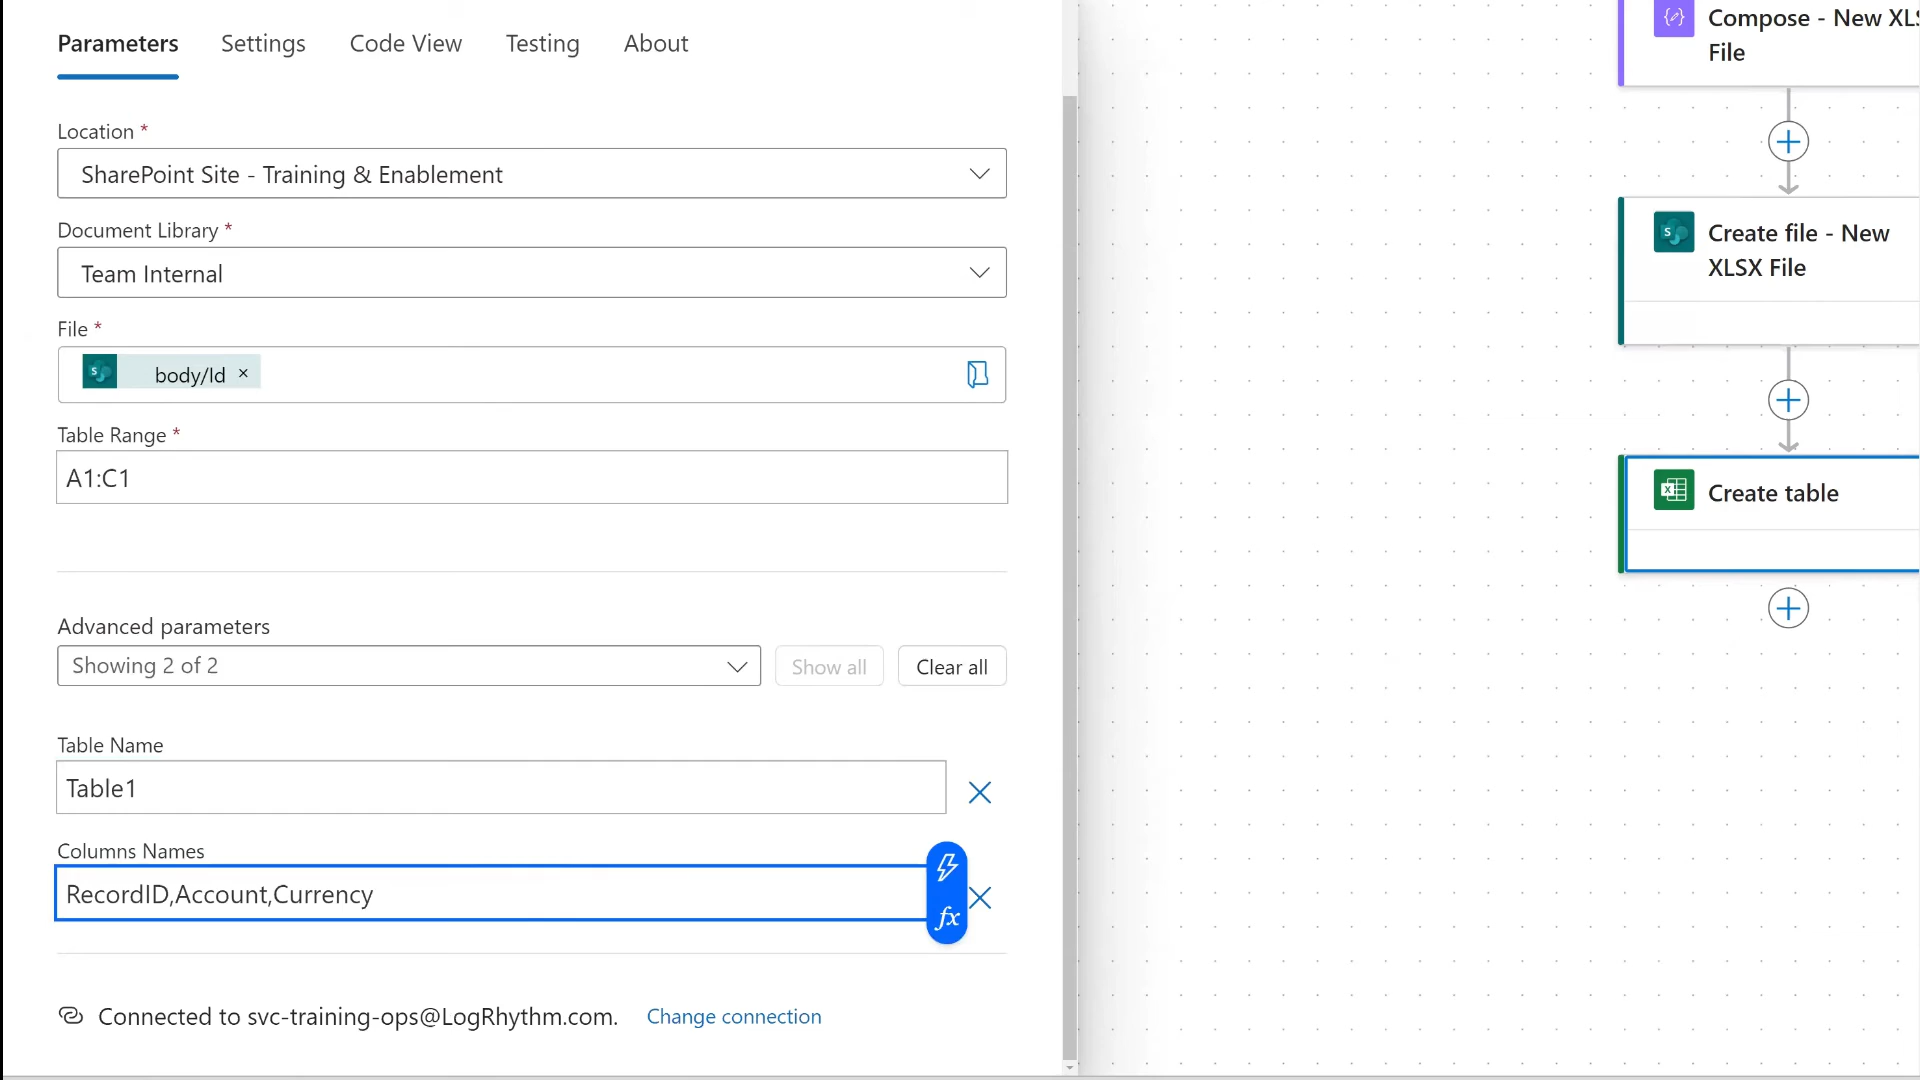 Parameters Settings Code View Testing About
Location *
SharePoint Site - Training & Enablement
Document Library *
Team Internal
File *
body/Id ×
Table Range *
A1:C1
Advanced parameters
Showing 2 of 2
Show all
Clear all
Table Name
Table1
Columns Names
RecordID,Account,Currency
fx
Connected to svc-training-ops@LogRhythm.com. Change connection
Compose - New XLS
File
Create file - New
XLSX File
Create table